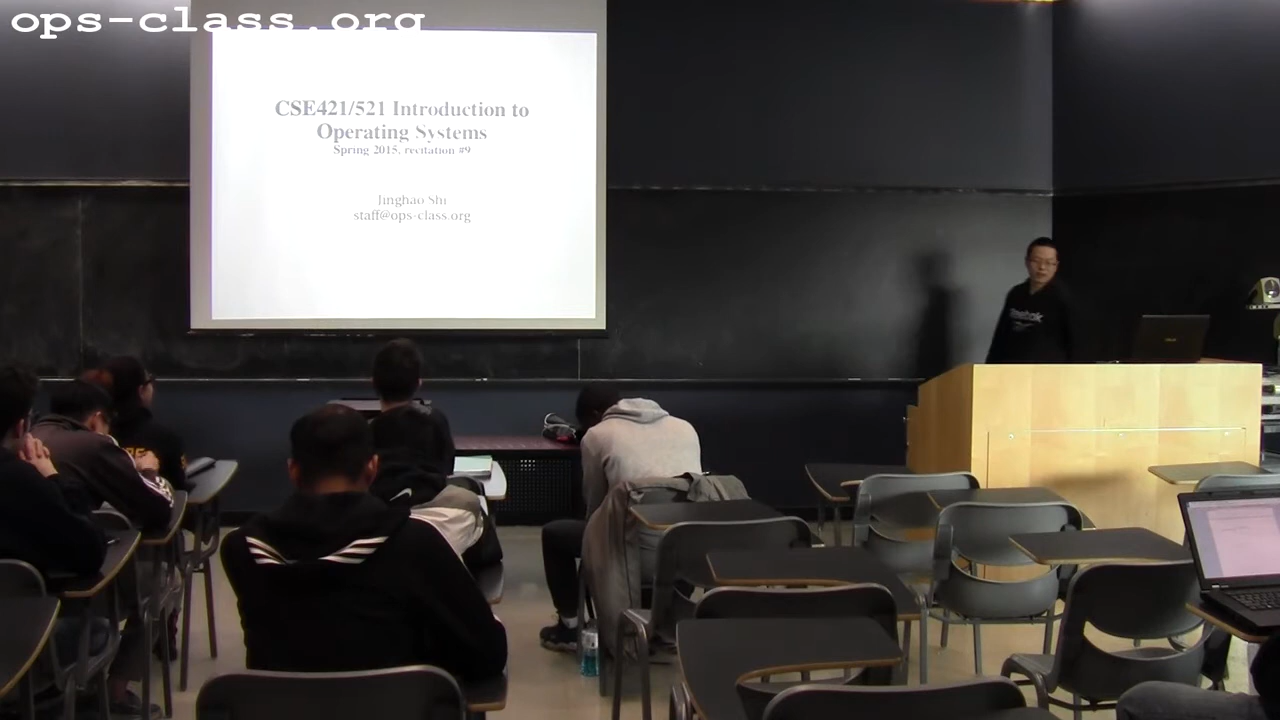 ops-class.org
CSE421/521 Introduction to
Operating Systems
Spring 2015, recitation #9
Jinghao Shi
staff@ops-class.org
Reebok